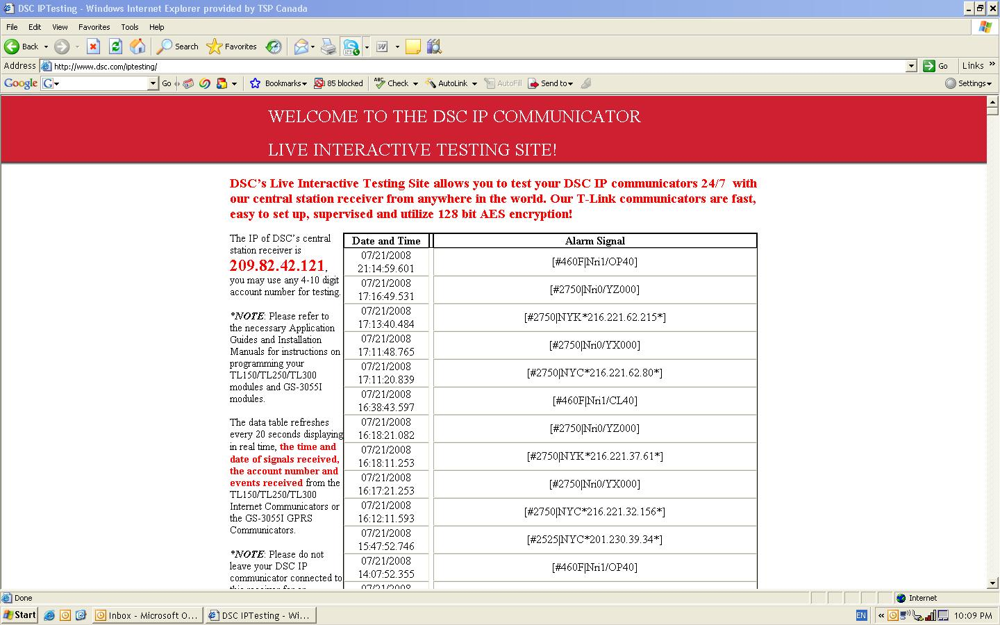 DSC IPTesting - Windows Internet Explorer provided by TSP Canada
File Edit View Favorites Tools Help
Back Search Favorites
Address http://www.dsc.com/iptesting/ Go Links »
Google G Go Bookmarks 85 blocked Check AutoLink AutoFill Send to Settings
WELCOME TO THE DSC IP COMMUNICATOR
LIVE INTERACTIVE TESTING SITE!
DSC's Live Interactive Testing Site allows you to test your DSC IP communicators 24/7 with
our central station receiver from anywhere in the world. Our T-Link communicators are fast,
easy to set up, supervised and utilize 128 bit AES encryption!
The IP of DSC's central
station receiver is
209.82.42.121,
you may use any 4-10 digit
account number for testing.
*NOTE: Please refer to
the necessary Application
Guides and Installation
Manuals for instructions on
programming your
TL150/TL250/TL300
modules and GS-3055I
modules.
The data table refreshes
every 20 seconds displaying
in real time, the time and
date of signals received,
the account number and
events received from the
TL150/TL250/TL300
Internet Communicators or
the GS-3055I GPRS
Communicators.
*NOTE: Please do not
leave your DSC IP
communicator connected to
Date and Time Alarm Signal
07/21/2008
21:14:59.601 [#460F|Nri1/OP40]
07/21/2008
17:16:49.531 [#2750|Nri0/YZ000]
07/21/2008
17:13:40.484 [#2750|NYK*216.221.62.215*]
07/21/2008
17:11:48.765 [#2750|Nri0/YX000]
07/21/2008
17:11:20.839 [#2750|NYC*216.221.62.80*]
07/21/2008
16:38:43.597 [#460F|Nri1/CL40]
07/21/2008
16:18:21.082 [#2750|Nri0/YZ000]
07/21/2008
16:18:11.253 [#2750|NYK*216.221.37.61*]
07/21/2008
16:17:21.253 [#2750|Nri0/YX000]
07/21/2008
16:12:11.593 [#2750|NYC*216.221.32.156*]
07/21/2008
15:47:52.746 [#2525|NYC*201.230.39.34*]
07/21/2008
14:07:52.355 [#460F|Nri1/OP40]
07/21/2008
Done Internet
Start Inbox - Microsoft O... DSC IPTesting - Wi... EN « 10:09 PM